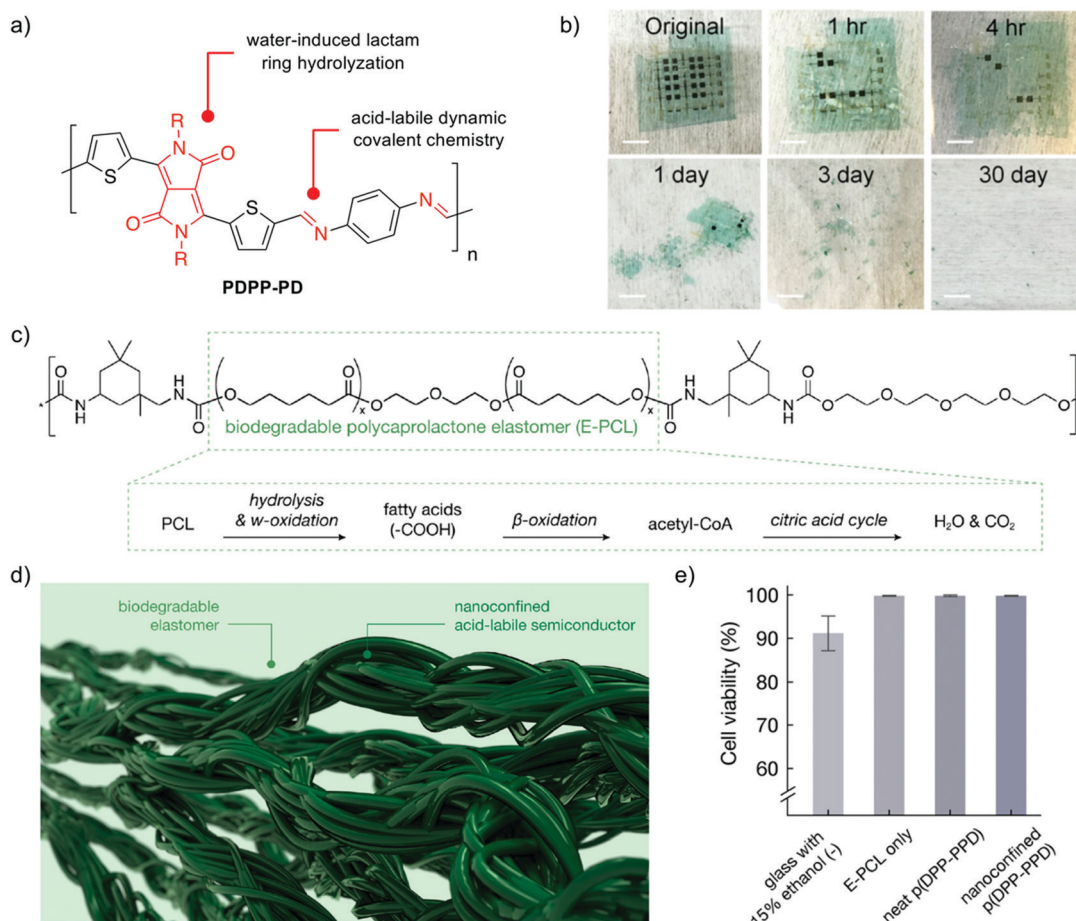 a)
water-induced lactam
ring hydrolyzation
acid-labile dynamic
covalent chemistry
R
N
O
S
S
O
N
R
N
N
n
PDPP-PD
b)
Original
1 hr
4 hr
1 day
3 day
30 day
c)
O
N
H
H
N
O
O
O
x
O
O
O
O
x
O
O
N
H
N
H
O
O
O
O
O
O
biodegradable polycaprolactone elastomer (E-PCL)
PCL
hydrolysis
& w-oxidation
fatty acids
(-COOH)
β-oxidation
acetyl-CoA
citric acid cycle
H₂O & CO₂
d)
biodegradable
elastomer
nanoconfined
acid-labile semiconductor
e)
Cell viability (%)
100
90
80
70
60
glass with
15% ethanol (-)
E-PCL only
neat p(DPP-PPD)
nanoconfined
p(DPP-PPD)